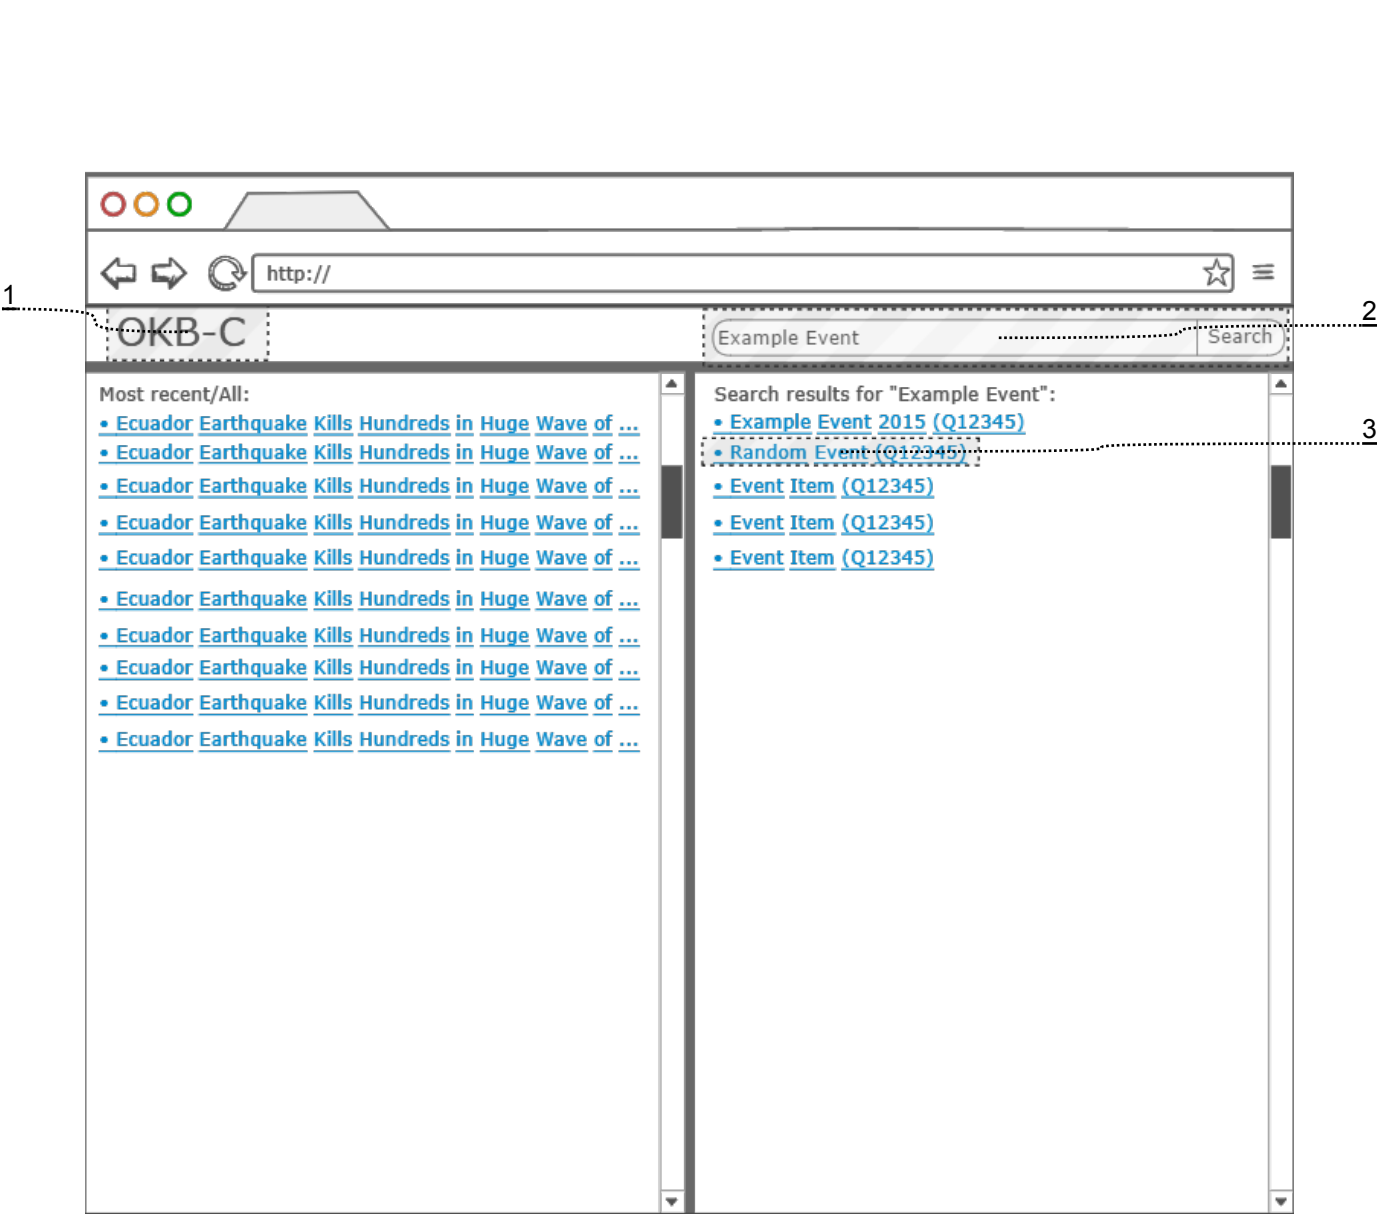 http://
1
OKB-C
Example Event
Search
2
Most recent/All:
• Ecuador Earthquake Kills Hundreds in Huge Wave of ...
• Ecuador Earthquake Kills Hundreds in Huge Wave of ...
• Ecuador Earthquake Kills Hundreds in Huge Wave of ...
• Ecuador Earthquake Kills Hundreds in Huge Wave of ...
• Ecuador Earthquake Kills Hundreds in Huge Wave of ...
• Ecuador Earthquake Kills Hundreds in Huge Wave of ...
• Ecuador Earthquake Kills Hundreds in Huge Wave of ...
• Ecuador Earthquake Kills Hundreds in Huge Wave of ...
• Ecuador Earthquake Kills Hundreds in Huge Wave of ...
• Ecuador Earthquake Kills Hundreds in Huge Wave of ...
Search results for "Example Event":
• Example Event 2015 (Q12345)
• Random Event (Q12345)
3
• Event Item (Q12345)
• Event Item (Q12345)
• Event Item (Q12345)